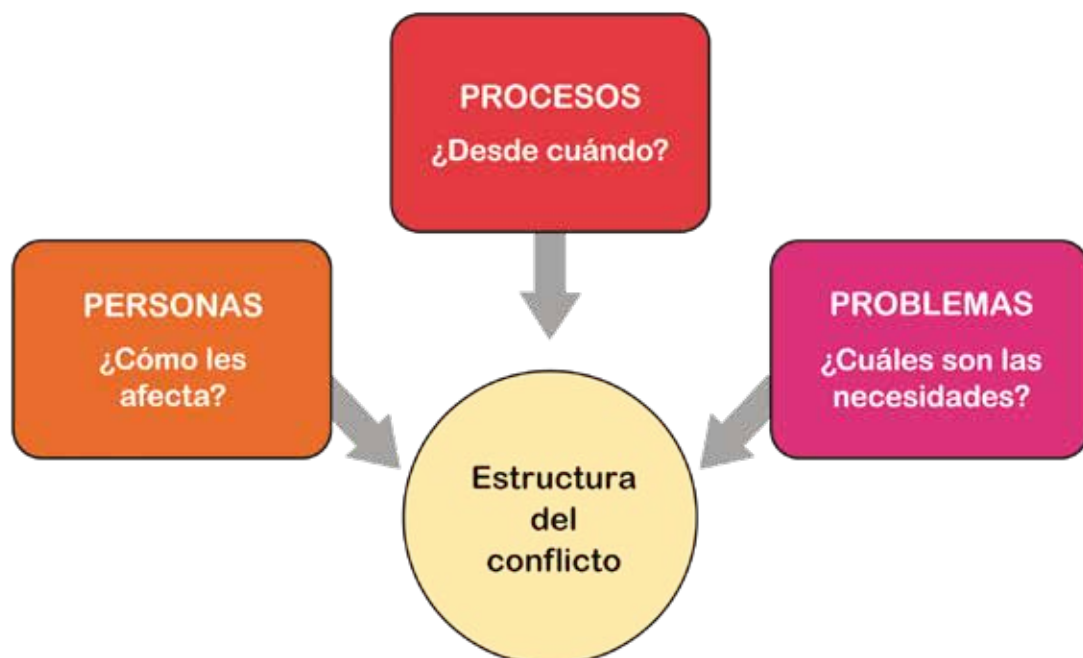 PROCESOS
¿Desde cuándo?
PERSONAS
¿Cómo les
afecta?
PROBLEMAS
¿Cuáles son las
necesidades?
Estructura
del
conflicto